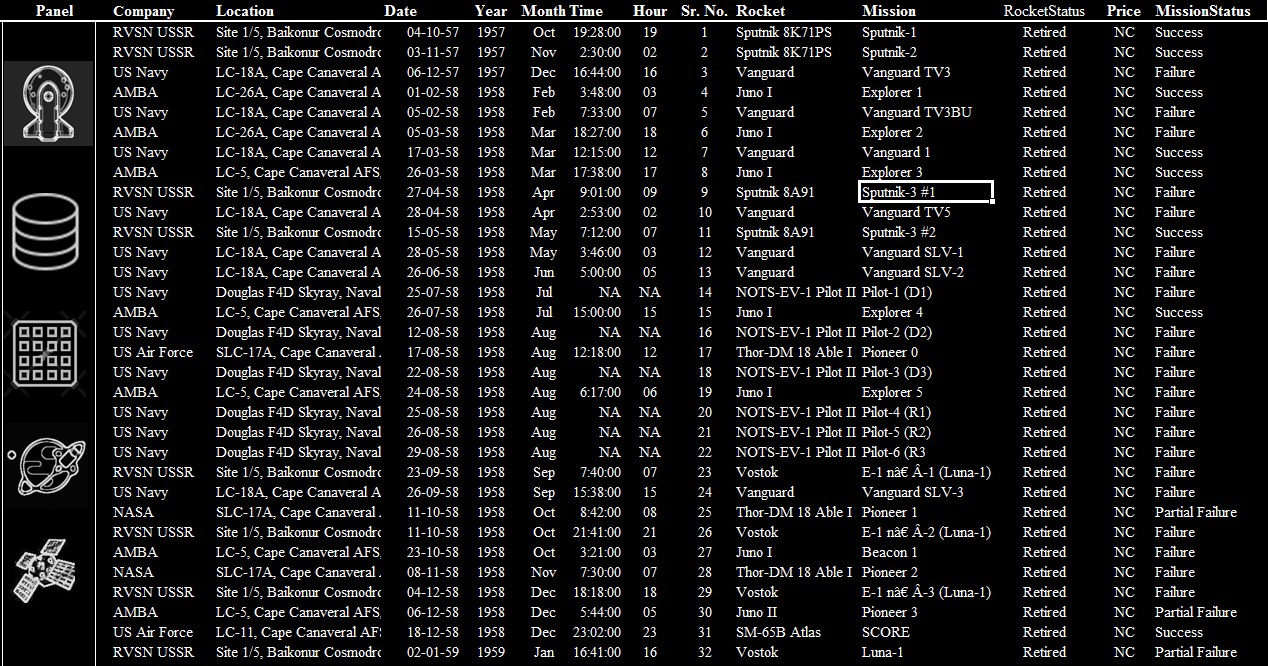 Panel Company Location Date Year Month Time Hour Sr. No. Rocket Mission RocketStatus Price MissionStatus
RVSN USSR Site 1/5, Baikonur Cosmodro 04-10-57 1957 Oct 19:28:00 19 1 Sputnik 8K71PS Sputnik-1 Retired NC Success
RVSN USSR Site 1/5, Baikonur Cosmodro 03-11-57 1957 Nov 2:30:00 02 2 Sputnik 8K71PS Sputnik-2 Retired NC Success
US Navy LC-18A, Cape Canaveral A 06-12-57 1957 Dec 16:44:00 16 3 Vanguard Vanguard TV3 Retired NC Failure
AMBA LC-26A, Cape Canaveral A 01-02-58 1958 Feb 3:48:00 03 4 Juno I Explorer 1 Retired NC Success
US Navy LC-18A, Cape Canaveral A 05-02-58 1958 Feb 7:33:00 07 5 Vanguard Vanguard TV3BU Retired NC Failure
AMBA LC-26A, Cape Canaveral A 05-03-58 1958 Mar 18:27:00 18 6 Juno I Explorer 2 Retired NC Failure
US Navy LC-18A, Cape Canaveral A 17-03-58 1958 Mar 12:15:00 12 7 Vanguard Vanguard 1 Retired NC Success
AMBA LC-5, Cape Canaveral AFS, 26-03-58 1958 Mar 17:38:00 17 8 Juno I Explorer 3 Retired NC Success
RVSN USSR Site 1/5, Baikonur Cosmodro 27-04-58 1958 Apr 9:01:00 09 9 Sputnik 8A91 Sputnik-3 #1 Retired NC Failure
US Navy LC-18A, Cape Canaveral A 28-04-58 1958 Apr 2:53:00 02 10 Vanguard Vanguard TV5 Retired NC Failure
RVSN USSR Site 1/5, Baikonur Cosmodro 15-05-58 1958 May 7:12:00 07 11 Sputnik 8A91 Sputnik-3 #2 Retired NC Success
US Navy LC-18A, Cape Canaveral A 28-05-58 1958 May 3:46:00 03 12 Vanguard Vanguard SLV-1 Retired NC Failure
US Navy LC-18A, Cape Canaveral A 26-06-58 1958 Jun 5:00:00 05 13 Vanguard Vanguard SLV-2 Retired NC Failure
US Navy Douglas F4D Skyray, Naval 25-07-58 1958 Jul NA NA 14 NOTS-EV-1 Pilot II Pilot-1 (D1) Retired NC Failure
AMBA LC-5, Cape Canaveral AFS, 26-07-58 1958 Jul 15:00:00 15 15 Juno I Explorer 4 Retired NC Success
US Navy Douglas F4D Skyray, Naval 12-08-58 1958 Aug NA NA 16 NOTS-EV-1 Pilot II Pilot-2 (D2) Retired NC Failure
US Air Force SLC-17A, Cape Canaveral 17-08-58 1958 Aug 12:18:00 12 17 Thor-DM 18 Able I Pioneer 0 Retired NC Failure
US Navy Douglas F4D Skyray, Naval 22-08-58 1958 Aug NA NA 18 NOTS-EV-1 Pilot II Pilot-3 (D3) Retired NC Failure
AMBA LC-5, Cape Canaveral AFS, 24-08-58 1958 Aug 6:17:00 06 19 Juno I Explorer 5 Retired NC Failure
US Navy Douglas F4D Skyray, Naval 25-08-58 1958 Aug NA NA 20 NOTS-EV-1 Pilot II Pilot-4 (R1) Retired NC Failure
US Navy Douglas F4D Skyray, Naval 26-08-58 1958 Aug NA NA 21 NOTS-EV-1 Pilot II Pilot-5 (R2) Retired NC Failure
US Navy Douglas F4D Skyray, Naval 29-08-58 1958 Aug NA NA 22 NOTS-EV-1 Pilot II Pilot-6 (R3 Retired NC Failure
RVSN USSR Site 1/5, Baikonur Cosmodro 23-09-58 1958 Sep 7:40:00 07 23 Vostok E-1 nâ€ Â-1 (Luna-1) Retired NC Failure
US Navy LC-18A, Cape Canaveral A 26-09-58 1958 Sep 15:38:00 15 24 Vanguard Vanguard SLV-3 Retired NC Failure
NASA SLC-17A, Cape Canaveral 11-10-58 1958 Oct 8:42:00 08 25 Thor-DM 18 Able I Pioneer 1 Retired NC Partial Failure
RVSN USSR Site 1/5, Baikonur Cosmodro 11-10-58 1958 Oct 21:41:00 21 26 Vostok E-1 nâ€ Â-2 (Luna-1) Retired NC Failure
AMBA LC-5, Cape Canaveral AFS, 23-10-58 1958 Oct 3:21:00 03 27 Juno I Beacon 1 Retired NC Failure
NASA SLC-17A, Cape Canaveral 08-11-58 1958 Nov 7:30:00 07 28 Thor-DM 18 Able I Pioneer 2 Retired NC Failure
RVSN USSR Site 1/5, Baikonur Cosmodro 04-12-58 1958 Dec 18:18:00 18 29 Vostok E-1 nâ€ Â-3 (Luna-1) Retired NC Failure
AMBA LC-5, Cape Canaveral AFS, 06-12-58 1958 Dec 5:44:00 05 30 Juno II Pioneer 3 Retired NC Partial Failure
US Air Force LC-11, Cape Canaveral AF 18-12-58 1958 Dec 23:02:00 23 31 SM-65B Atlas SCORE Retired NC Success
RVSN USSR Site 1/5, Baikonur Cosmodro 02-01-59 1959 Jan 16:41:00 16 32 Vostok Luna-1 Retired NC Partial Failure